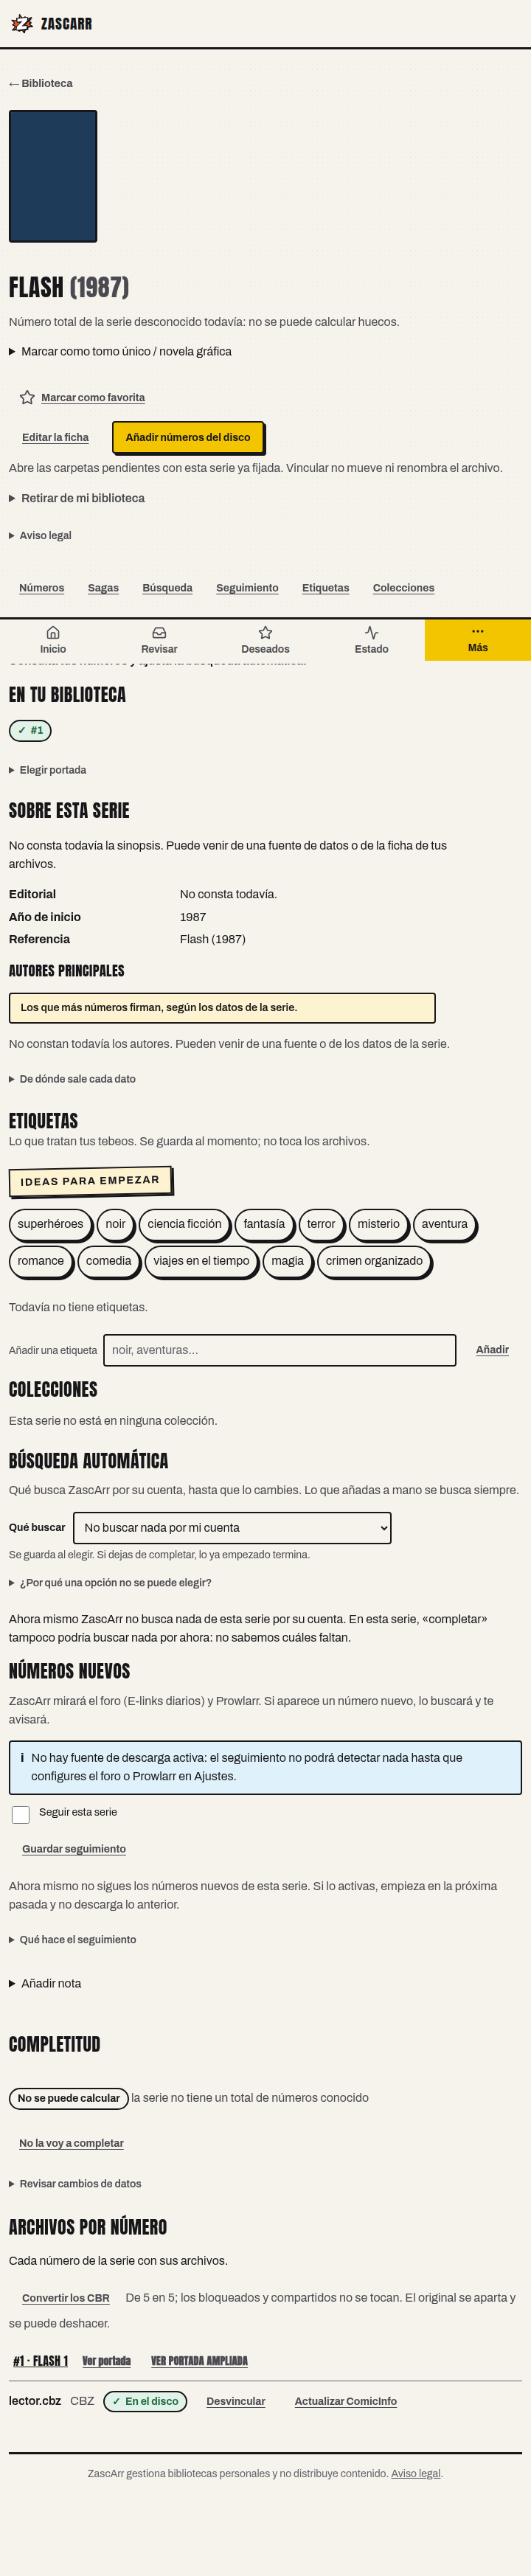 ZASCARR
← Biblioteca
FLASH (1987)
Número total de la serie desconocido todavía: no se puede calcular huecos.
Marcar como tomo único / novela gráfica
Marcar como favorita
Editar la ficha
Añadir números del disco
Abre las carpetas pendientes con esta serie ya fijada. Vincular no mueve ni renombra el archivo.
Retirar de mi biblioteca
Aviso legal
Números Sagas Búsqueda Seguimiento Etiquetas Colecciones
Inicio Revisar Deseados Estado Más
EN TU BIBLIOTECA
✓ #1
Elegir portada
SOBRE ESTA SERIE
No consta todavía la sinopsis. Puede venir de una fuente de datos o de la ficha de tus
archivos.
Editorial No consta todavía.
Año de inicio 1987
Referencia Flash (1987)
AUTORES PRINCIPALES
Los que más números firman, según los datos de la serie.
No constan todavía los autores. Pueden venir de una fuente o de los datos de la serie.
De dónde sale cada dato
ETIQUETAS
Lo que tratan tus tebeos. Se guarda al momento; no toca los archivos.
IDEAS PARA EMPEZAR
superhéroes noir ciencia ficción fantasía terror misterio aventura
romance comedia viajes en el tiempo magia crimen organizado
Todavía no tiene etiquetas.
Añadir una etiqueta noir, aventuras... Añadir
COLECCIONES
Esta serie no está en ninguna colección.
BÚSQUEDA AUTOMÁTICA
Qué busca ZascArr por su cuenta, hasta que lo cambies. Lo que añadas a mano se busca siempre.
Qué buscar No buscar nada por mi cuenta
Se guarda al elegir. Si dejas de completar, lo ya empezado termina.
¿Por qué una opción no se puede elegir?
Ahora mismo ZascArr no busca nada de esta serie por su cuenta. En esta serie, «completar»
tampoco podría buscar nada por ahora: no sabemos cuáles faltan.
NÚMEROS NUEVOS
ZascArr mirará el foro (E-links diarios) y Prowlarr. Si aparece un número nuevo, lo buscará y te
avisará.
i No hay fuente de descarga activa: el seguimiento no podrá detectar nada hasta que
configures el foro o Prowlarr en Ajustes.
Seguir esta serie
Guardar seguimiento
Ahora mismo no sigues los números nuevos de esta serie. Si lo activas, empieza en la próxima
pasada y no descarga lo anterior.
Qué hace el seguimiento
Añadir nota
COMPLETITUD
No se puede calcular la serie no tiene un total de números conocido
No la voy a completar
Revisar cambios de datos
ARCHIVOS POR NÚMERO
Cada número de la serie con sus archivos.
Convertir los CBR De 5 en 5; los bloqueados y compartidos no se tocan. El original se aparta y
se puede deshacer.
#1 · FLASH 1 Ver portada VER PORTADA AMPLIADA
lector.cbz CBZ ✓ En el disco Desvincular Actualizar ComicInfo
ZascArr gestiona bibliotecas personales y no distribuye contenido. Aviso legal.